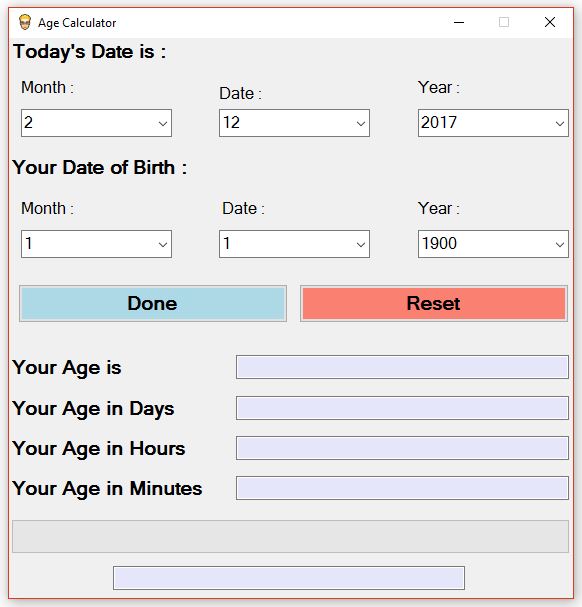 Age Calculator
Today's Date is :
Month : Date : Year :
2 12 2017
Your Date of Birth :
Month : Date : Year :
1 1 1900
Done Reset
Your Age is
Your Age in Days
Your Age in Hours
Your Age in Minutes